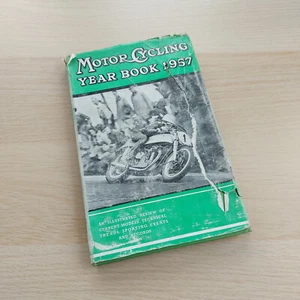 MOTOR CYCLING
YEAR BOOK 1957
AN ILLUSTRATED REVIEW OF
CURRENT MODELS, TECHNICAL
TRENDS, SPORTING EVENTS
AND RECORDS